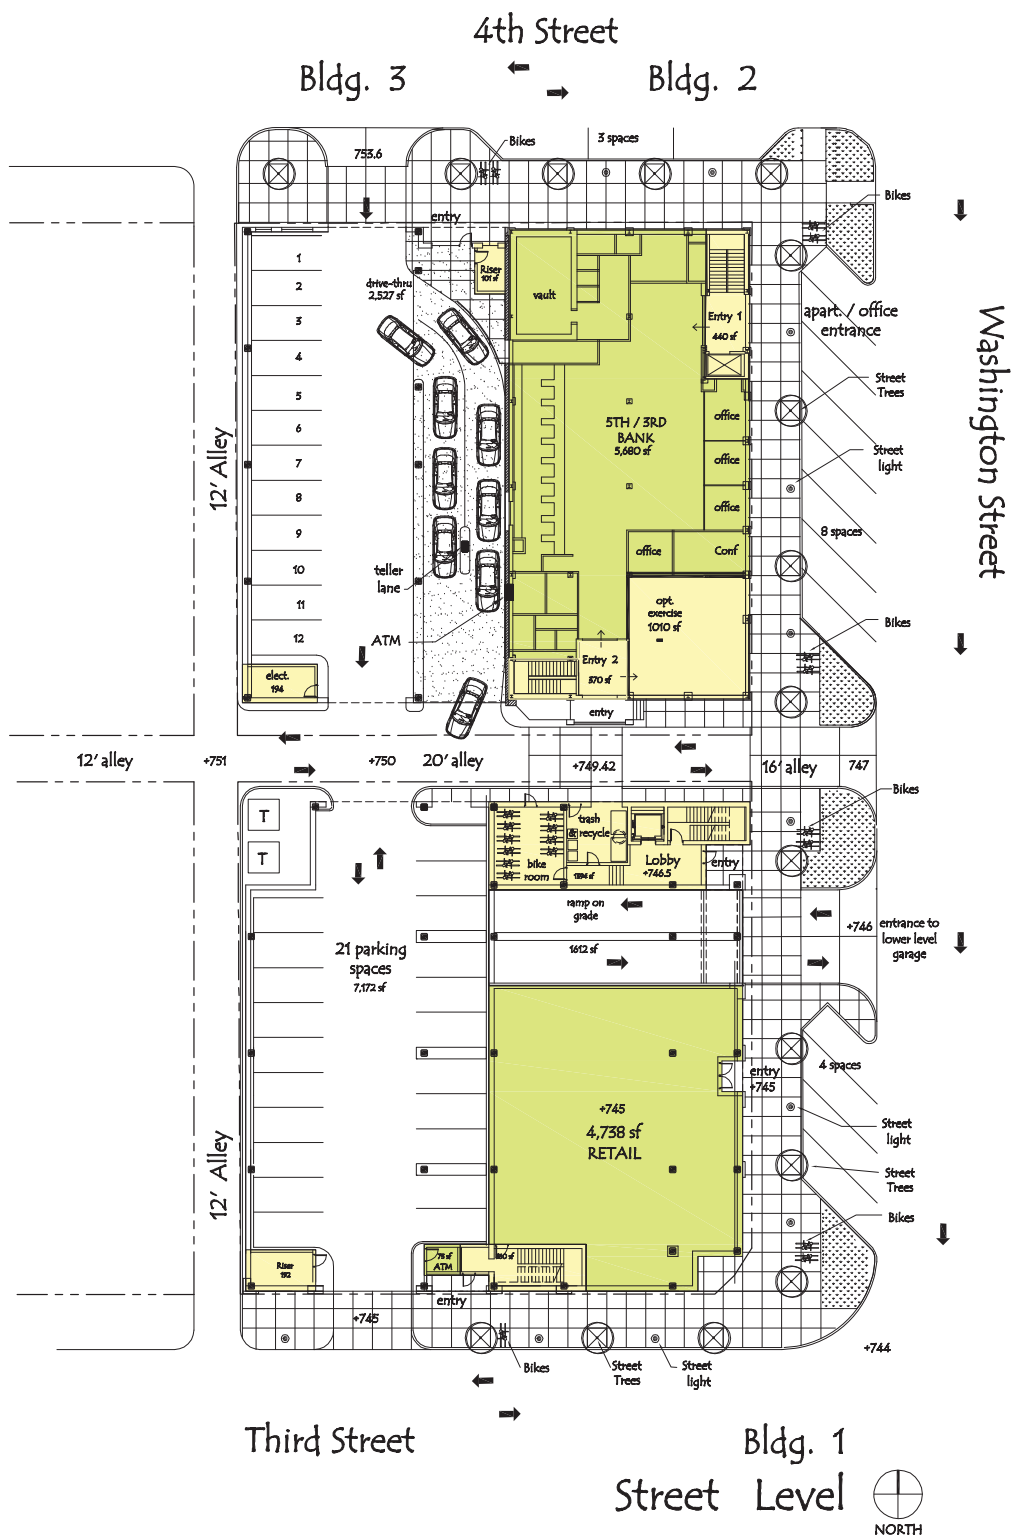 4th Street
Bldg. 3
Bldg. 2
Bikes
3 spaces
753.6
Bikes
entry
Riser
101 sf
drive-thru
2,527 sf
vault
Entry 1
440 sf
apart. / office
entrance
Washington Street
1
2
3
4
5
6
7
8
9
10
11
12
12' Alley
5TH / 3RD
BANK
5,680 sf
office
office
office
office
Conf
Street
Trees
Street
light
8 spaces
teller
lane
ATM
opt.
exercise
1010 sf
Bikes
elect.
194
Entry 2
370 sf
entry
12' alley
+751
+750
20' alley
+749.42
16' alley
747
Bikes
T
T
trash
recycle
bike
room
Lobby
+746.5
entry
ramp on
grade
1612 sf
+746
entrance to
lower level
garage
21 parking
spaces
7,172 sf
4 spaces
entry
+745
+745
4,738 sf
RETAIL
Street
light
Street
Trees
Bikes
12' Alley
Riser
192
78 sf
ATM
entry
+745
+744
Bikes
Street
Trees
Street
light
Third Street
Bldg. 1
Street Level
NORTH